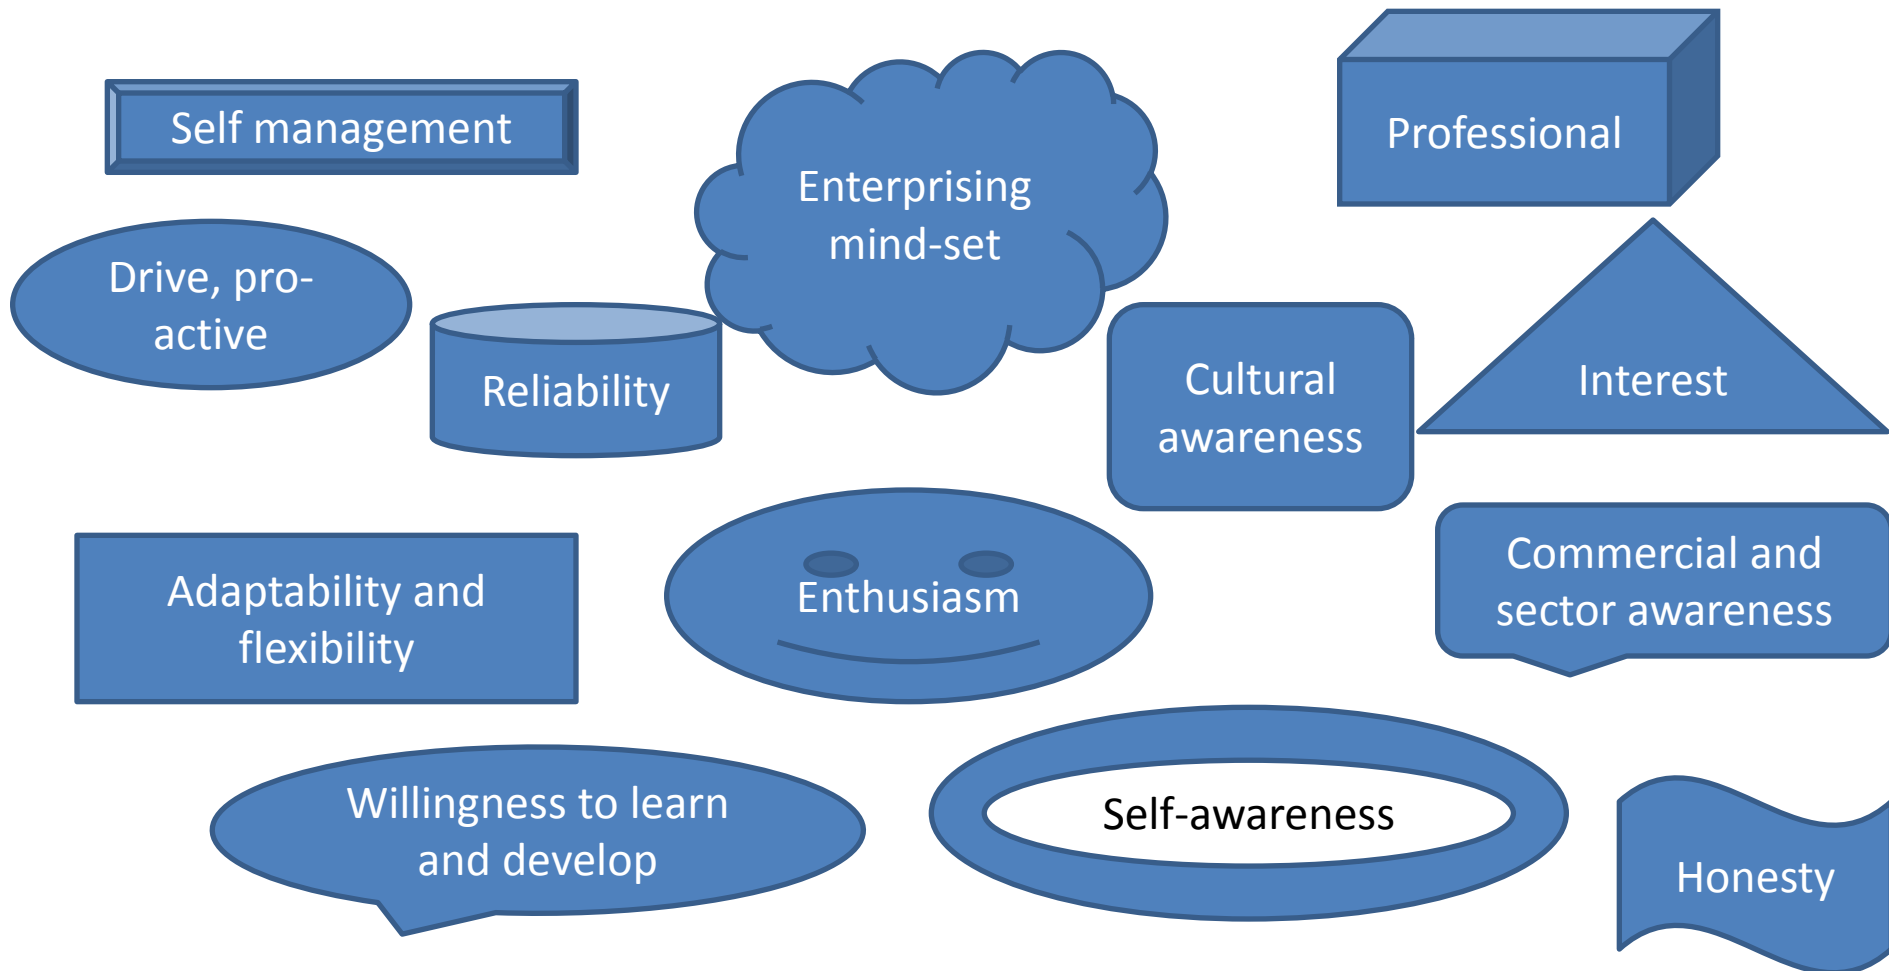 Self management
Enterprising
mind-set
Professional
Drive, pro-
active
Reliability
Cultural
awareness
Interest
Adaptability and
flexibility
Enthusiasm
Commercial and
sector awareness
Willingness to learn
and develop
Self-awareness
Honesty